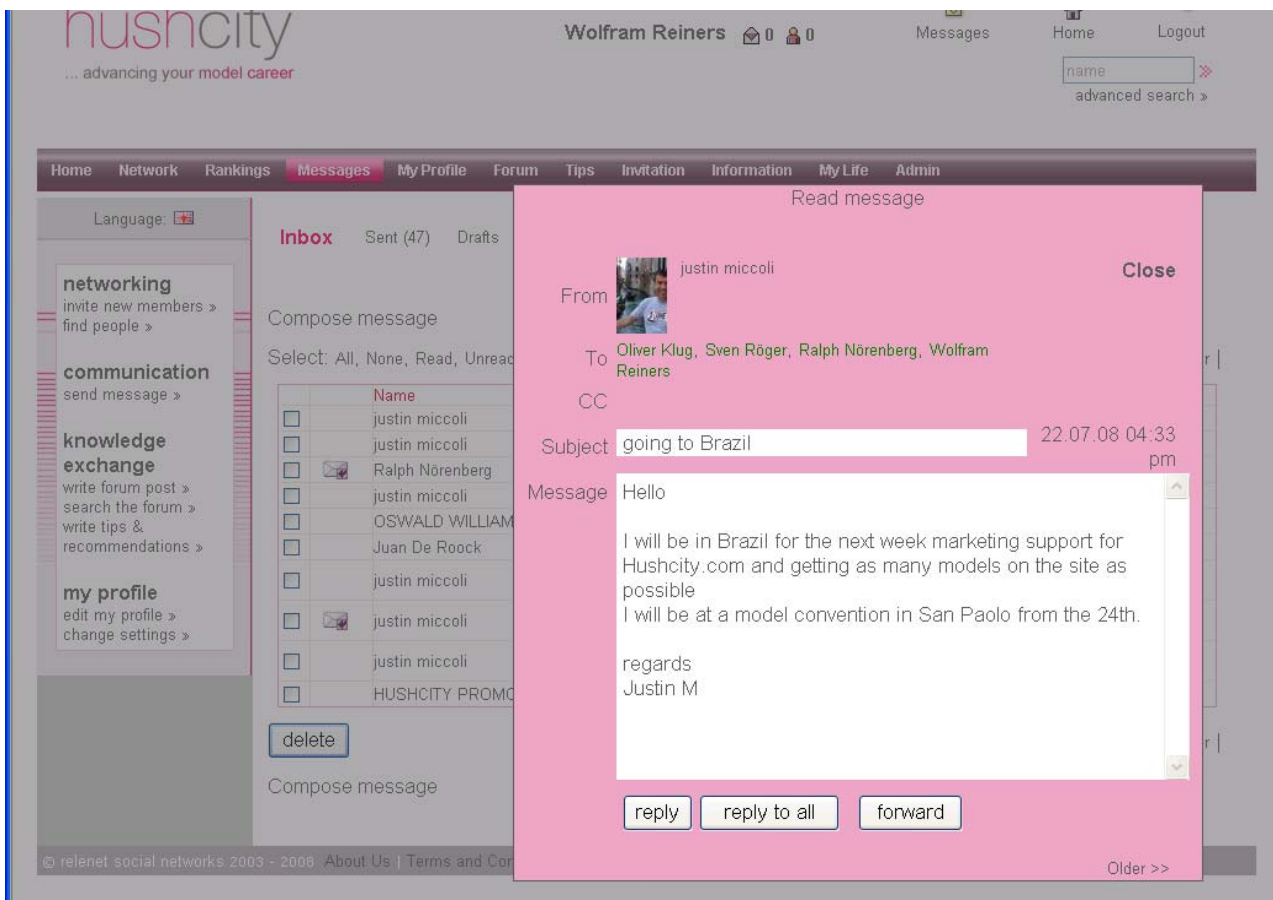 hushcity
... advancing your model career
Wolfram Reiners 0 0
Messages
Home
Logout
name
advanced search »
Home Network Rankings Messages My Profile Forum Tips Invitation Information My Life Admin
Language:
networking
invite new members »
find people »
communication
send message »
knowledge
exchange
write forum post »
search the forum »
write tips &
recommendations »
my profile
edit my profile »
change settings »
Inbox Sent (47) Drafts
Compose message
Select: All, None, Read, Unread
Name
justin miccoli
justin miccoli
Ralph Nörenberg
justin miccoli
OSWALD WILLIAM
Juan De Roock
justin miccoli
justin miccoli
justin miccoli
HUSHCITY PROMO
delete
Compose message
r |
r |
Read message
Close
From justin miccoli
To Oliver Klug, Sven Röger, Ralph Nörenberg, Wolfram
Reiners
CC
Subject going to Brazil 22.07.08 04:33
pm
Message Hello
I will be in Brazil for the next week marketing support for
Hushcity.com and getting as many models on the site as
possible
I will be at a model convention in San Paolo from the 24th.
regards
Justin M
reply reply to all forward
Older >>
© relenet social networks 2003 - 2008 About Us | Terms and Con